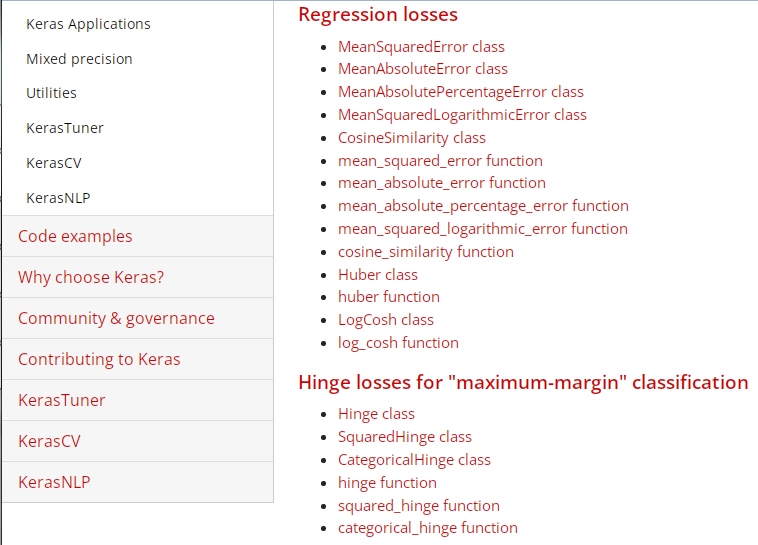 Keras Applications
Mixed precision
Utilities
KerasTuner
KerasCV
KerasNLP
Code examples
Why choose Keras?
Community & governance
Contributing to Keras
KerasTuner
KerasCV
KerasNLP
Regression losses
MeanSquaredError class
MeanAbsoluteError class
MeanAbsolutePercentageError class
MeanSquaredLogarithmicError class
CosineSimilarity class
mean_squared_error function
mean_absolute_error function
mean_absolute_percentage_error function
mean_squared_logarithmic_error function
cosine_similarity function
Huber class
huber function
LogCosh class
log_cosh function
Hinge losses for "maximum-margin" classification
Hinge class
SquaredHinge class
CategoricalHinge class
hinge function
squared_hinge function
categorical_hinge function